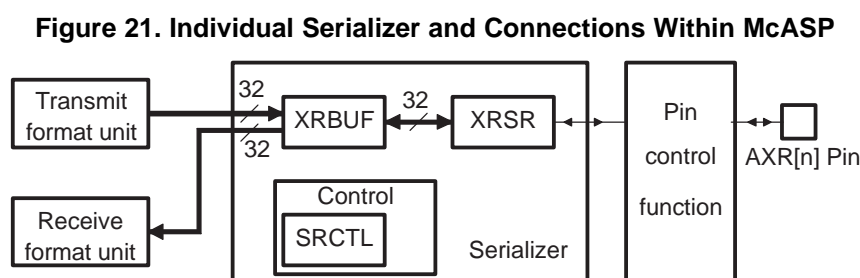 Figure 21. Individual Serializer and Connections Within McASP
Transmit
format unit
32
XRBUF
32
XRSR
Pin
control
function
AXR[n] Pin
32
Receive
format unit
Control
SRCTL
Serializer